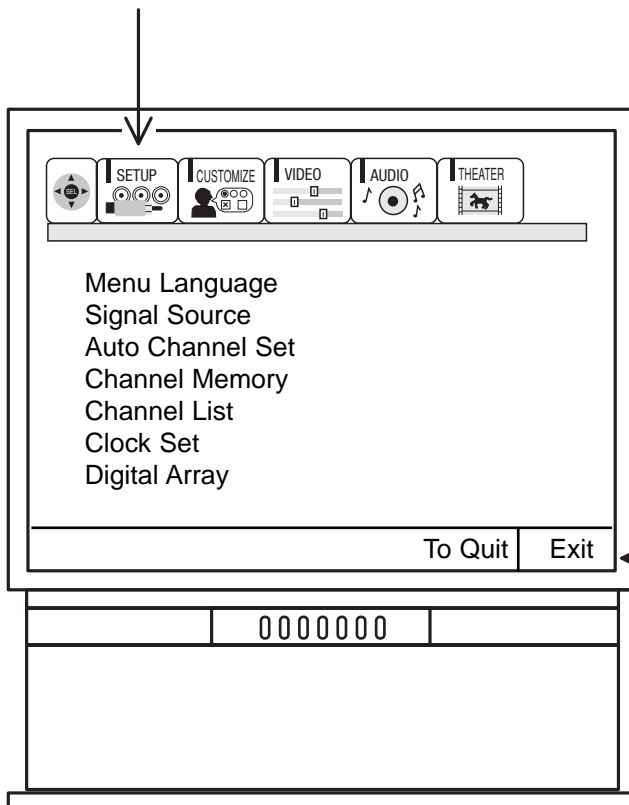 SETUP CUSTOMIZE VIDEO AUDIO THEATER
SEL
Menu Language
Signal Source
Auto Channel Set
Channel Memory
Channel List
Clock Set
Digital Array
To Quit Exit